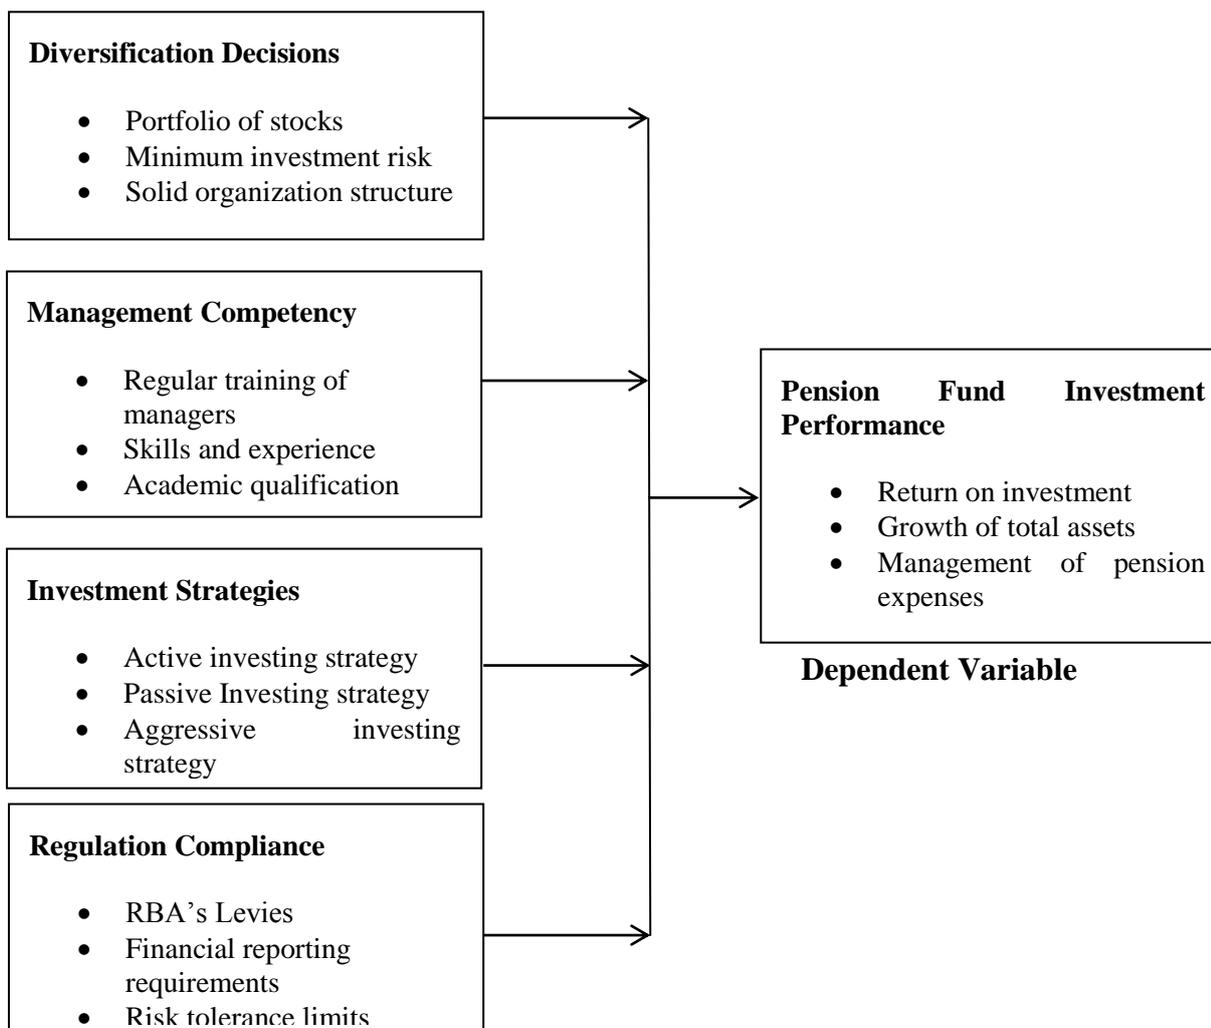 Diversification Decisions
• Portfolio of stocks
• Minimum investment risk
• Solid organization structure
Management Competency
• Regular training of
managers
• Skills and experience
• Academic qualification
Investment Strategies
• Active investing strategy
• Passive Investing strategy
• Aggressive investing
strategy
Regulation Compliance
• RBA’s Levies
• Financial reporting
requirements
• Risk tolerance limits
Pension Fund Investment
Performance
• Return on investment
• Growth of total assets
• Management of pension
expenses
Dependent Variable